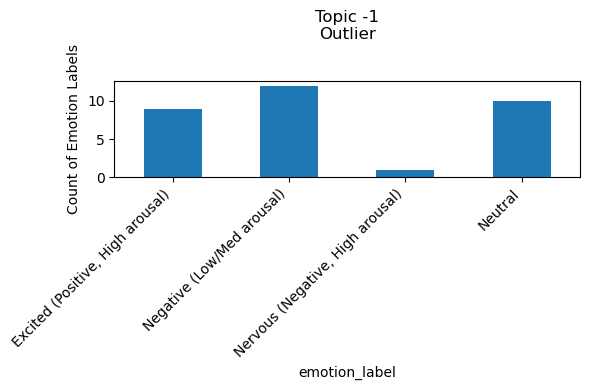 Topic -1
Outlier
Count of Emotion Labels
10
5
0
Excited (Positive, High arousal)
Negative (Low/Med arousal)
Nervous (Negative, High arousal)
Neutral
emotion_label